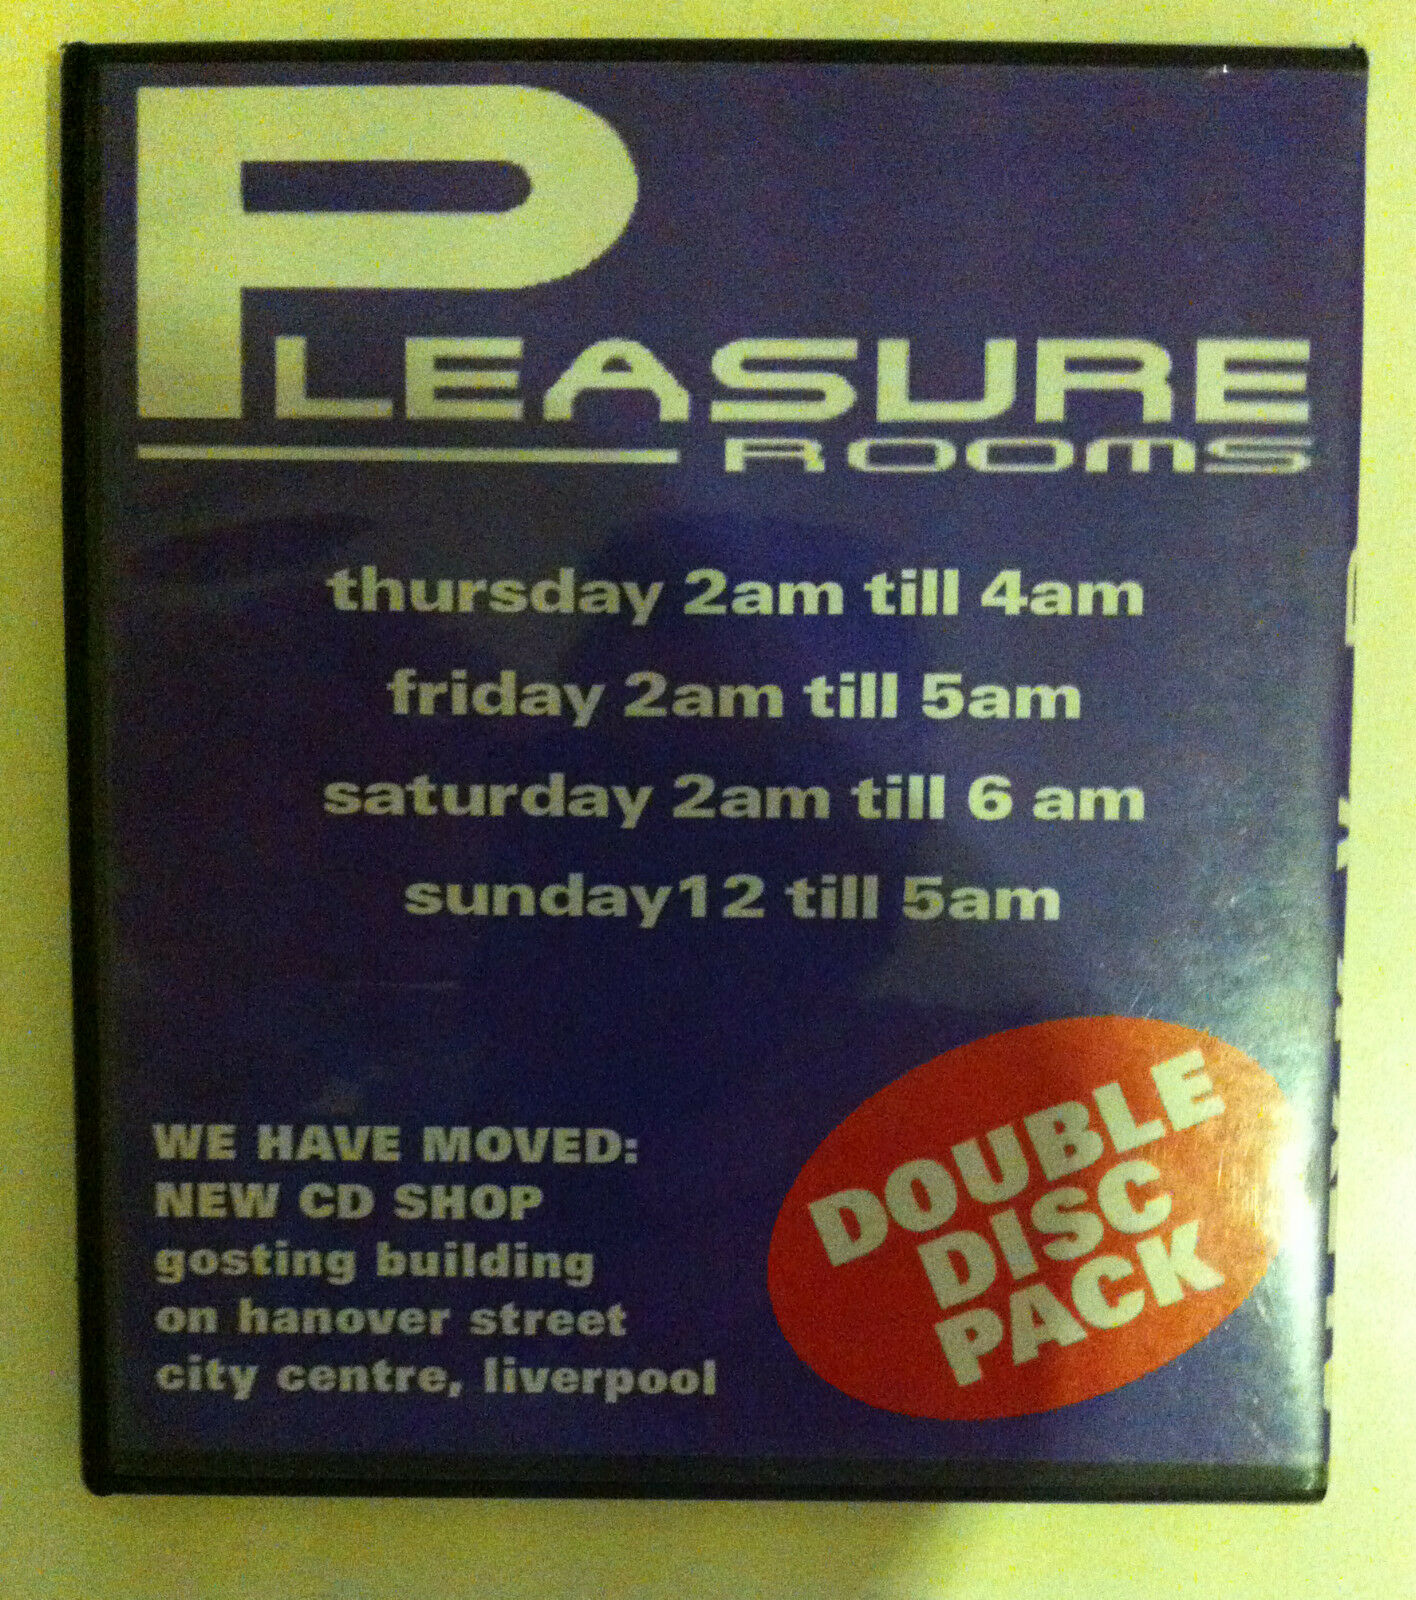 PLEASURE
ROOMS
thursday 2am till 4am
friday 2am till 5am
saturday 2am till 6 am
sunday12 till 5am
WE HAVE MOVED:
NEW CD SHOP
gosting building
on hanover street
city centre, liverpool
DOUBLE
DISC
PACK